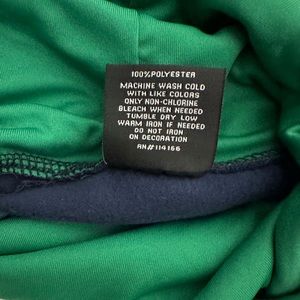 100% POLYESTER
MACHINE WASH COLD
WITH LIKE COLORS
ONLY NON-CHLORINE
BLEACH WHEN NEEDED
TUMBLE DRY LOW
WARM IRON IF NEEDED
DO NOT IRON
ON DECORATION
RN#114166